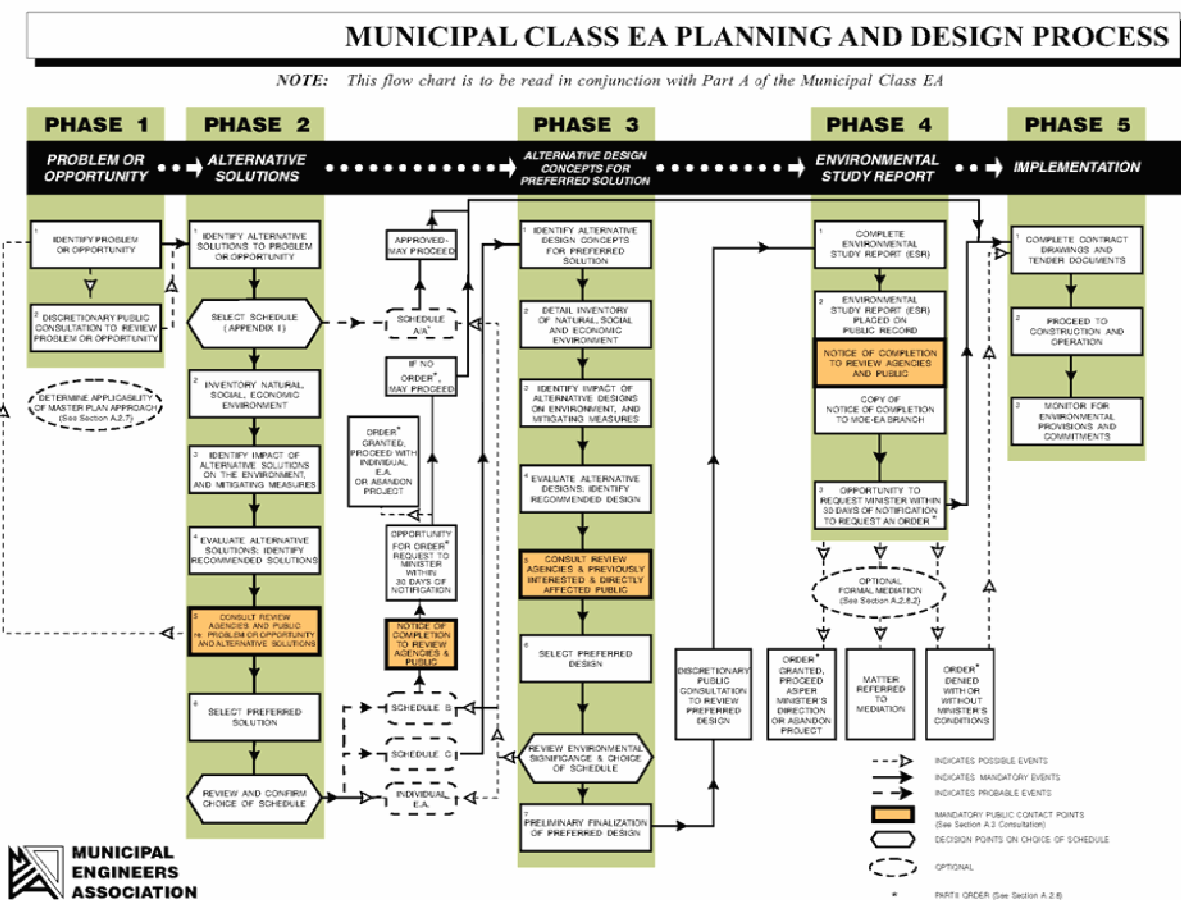 MUNICIPAL CLASS EA PLANNING AND DESIGN PROCESS
NOTE: This flow chart is to be read in conjunction with Part A of the Municipal Class EA
PHASE 1
PROBLEM OR
OPPORTUNITY
1
IDENTIFY PROBLEM
OR OPPORTUNITY
2
DISCRETIONARY PUBLIC
CONSULTATION TO REVIEW
PROBLEM OR OPPORTUNITY
DETERMINE APPLICABILITY
OF MASTER PLAN APPROACH
(See Section A.2.7)
PHASE 2
ALTERNATIVE
SOLUTIONS
1
IDENTIFY ALTERNATIVE
SOLUTIONS TO PROBLEM
OR OPPORTUNITY
SELECT SCHEDULE
(APPENDIX I)
2
INVENTORY NATURAL,
SOCIAL, ECONOMIC
ENVIRONMENT
3
IDENTIFY IMPACT OF
ALTERNATIVE SOLUTIONS
ON THE ENVIRONMENT,
AND MITIGATING MEASURES
4
EVALUATE ALTERNATIVE
SOLUTIONS: IDENTIFY
RECOMMENDED SOLUTIONS
5
CONSULT REVIEW
AGENCIES AND PUBLIC
re: PROBLEM OR OPPORTUNITY
AND ALTERNATIVE SOLUTIONS
6
SELECT PREFERRED
SOLUTION
REVIEW AND CONFIRM
CHOICE OF SCHEDULE
APPROVED-
MAY PROCEED
SCHEDULE
A/A+
IF NO
ORDER*,
MAY PROCEED
ORDER*
GRANTED,
PROCEED WITH
INDIVIDUAL
E.A.
OR ABANDON
PROJECT
OPPORTUNITY
FOR ORDER*
REQUEST TO
MINISTER
WITHIN
30 DAYS OF
NOTIFICATION
NOTICE OF
COMPLETION
TO REVIEW
AGENCIES &
PUBLIC
SCHEDULE B
SCHEDULE C
INDIVIDUAL
E.A.
PHASE 3
ALTERNATIVE DESIGN
CONCEPTS FOR
PREFERRED SOLUTION
1
IDENTIFY ALTERNATIVE
DESIGN CONCEPTS
FOR PREFERRED
SOLUTION
2
DETAIL INVENTORY
OF NATURAL, SOCIAL
AND ECONOMIC
ENVIRONMENT
3
IDENTIFY IMPACT OF
ALTERNATIVE DESIGNS
ON ENVIRONMENT, AND
MITIGATING MEASURES
4
EVALUATE ALTERNATIVE
DESIGNS: IDENTIFY
RECOMMENDED DESIGN
5
CONSULT REVIEW
AGENCIES & PREVIOUSLY
INTERESTED & DIRECTLY
AFFECTED PUBLIC
6
SELECT PREFERRED
DESIGN
REVIEW ENVIRONMENTAL
SIGNIFICANCE & CHOICE
OF SCHEDULE
7
PRELIMINARY FINALIZATION
OF PREFERRED DESIGN
DISCRETIONARY
PUBLIC
CONSULTATION
TO REVIEW
PREFERRED
DESIGN
PHASE 4
ENVIRONMENTAL
STUDY REPORT
1
COMPLETE
ENVIRONMENTAL
STUDY REPORT (ESR)
2
ENVIRONMENTAL
STUDY REPORT (ESR)
PLACED ON
PUBLIC RECORD
NOTICE OF COMPLETION
TO REVIEW AGENCIES
AND PUBLIC
COPY OF
NOTICE OF COMPLETION
TO MOE-EA BRANCH
3
OPPORTUNITY TO
REQUEST MINISTER WITHIN
30 DAYS OF NOTIFICATION
TO REQUEST AN ORDER*
OPTIONAL
FORMAL MEDIATION
(See Section A.2.8.2)
ORDER*
GRANTED,
PROCEED
AS PER
MINISTER'S
DIRECTION
OR ABANDON
PROJECT
MATTER
REFERRED
TO
MEDIATION
ORDER*
DENIED
WITH OR
WITHOUT
MINISTER'S
CONDITIONS
PHASE 5
IMPLEMENTATION
1
COMPLETE CONTRACT
DRAWINGS AND
TENDER DOCUMENTS
2
PROCEED TO
CONSTRUCTION AND
OPERATION
3
MONITOR FOR
ENVIRONMENTAL
PROVISIONS AND
COMMITMENTS
INDICATES POSSIBLE EVENTS
INDICATES MANDATORY EVENTS
INDICATES PROBABLE EVENTS
MANDATORY PUBLIC CONTACT POINTS
(See Section A.3 Consultation)
DECISION POINTS ON CHOICE OF SCHEDULE
OPTIONAL
* PART II ORDER (See Section A.2.8)
MUNICIPAL
ENGINEERS
ASSOCIATION